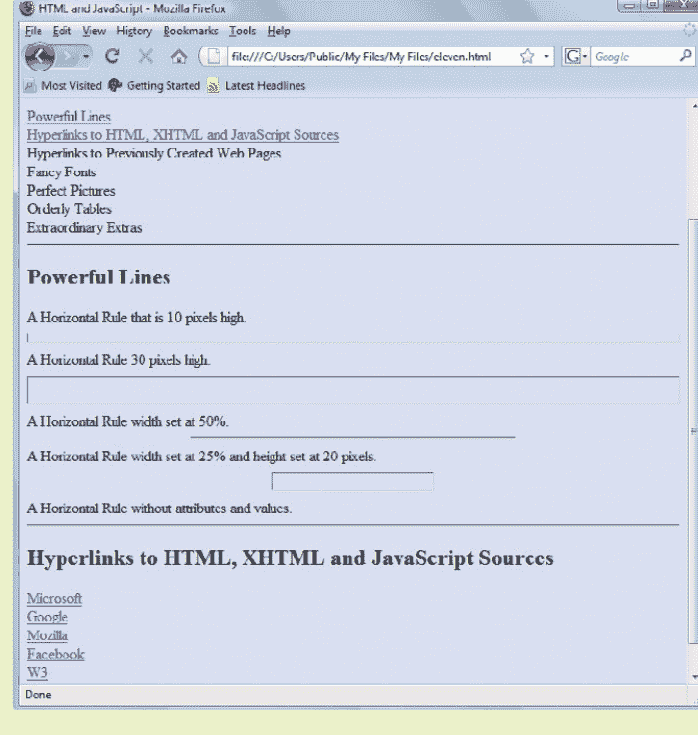 HTML and JavaScript - Mozilla Firefox
File Edit View History Bookmarks Tools Help
file:///C:/Users/Public/My Files/My Files/eleven.html
G Google
Most Visited Getting Started Latest Headlines
Powerful Lines
Hyperlinks to HTML, XHTML and JavaScript Sources
Hyperlinks to Previously Created Web Pages
Fancy Fonts
Perfect Pictures
Orderly Tables
Extraordinary Extras
Powerful Lines
A Horizontal Rule that is 10 pixels high.
A Horizontal Rule 30 pixels high.
A Horizontal Rule width set at 50%.
A Horizontal Rule width set at 25% and height set at 20 pixels.
A Horizontal Rule without attributes and values.
Hyperlinks to HTML, XHTML and JavaScript Sources
Microsoft
Google
Mozilla
Facebook
W3
Done